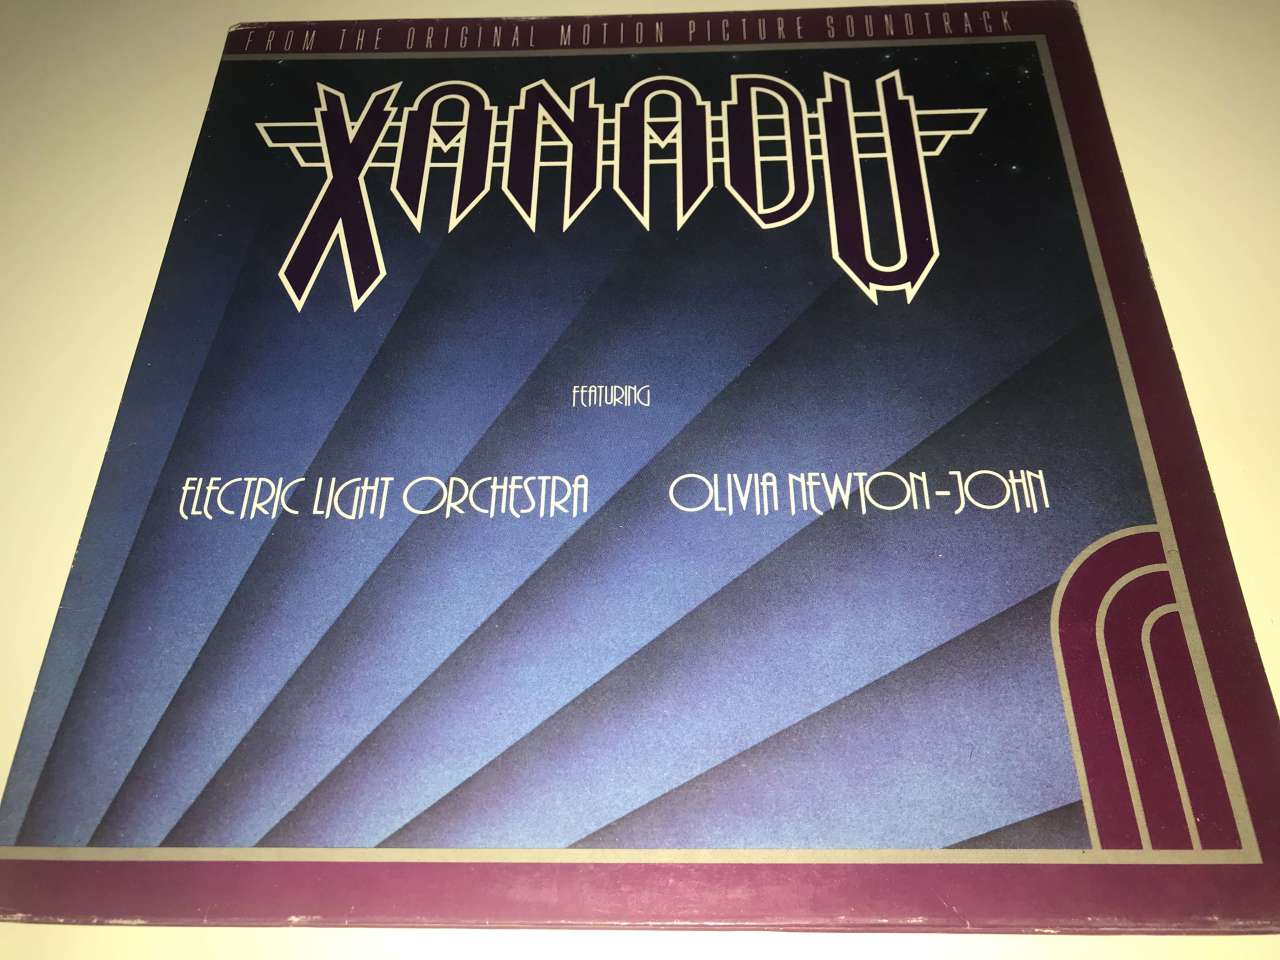 FROM THE ORIGINAL MOTION PICTURE SOUNDTRACK
XANADU
FEATURING
ELECTRIC LIGHT ORCHESTRA OLIVIA NEWTON-JOHN